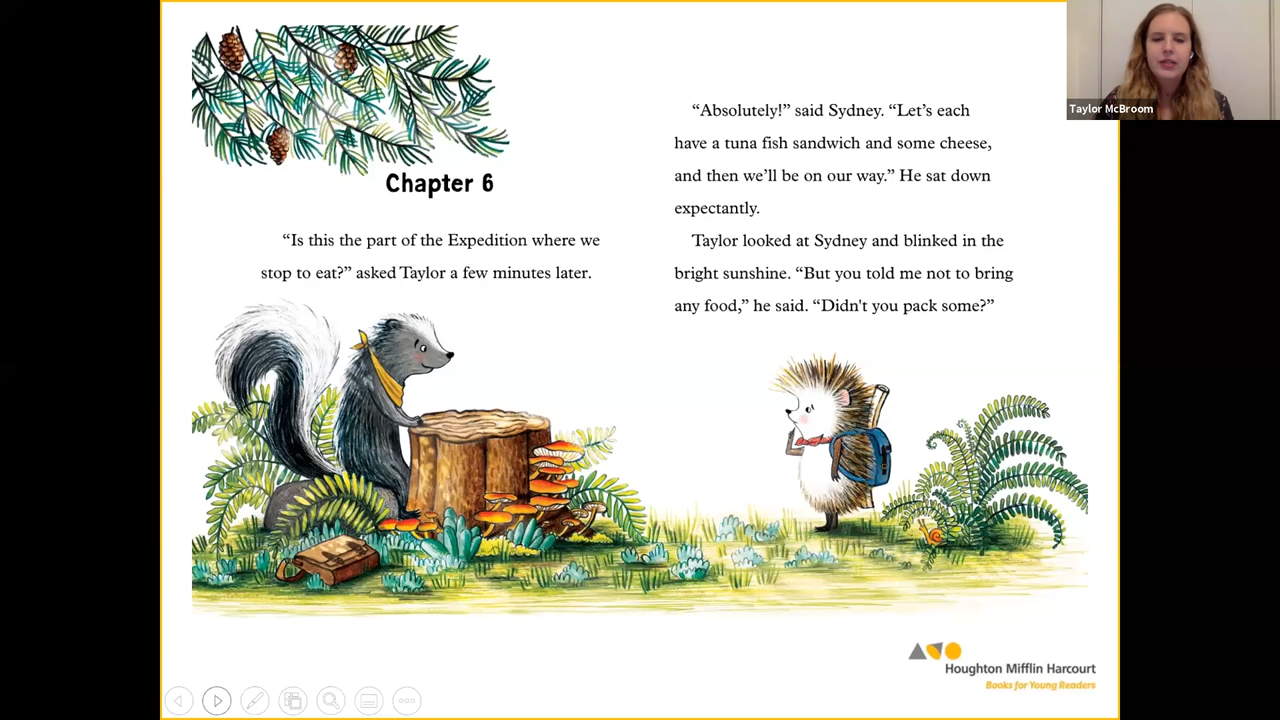 Chapter 6
“Is this the part of the Expedition where we
stop to eat?” asked Taylor a few minutes later.
“Absolutely!” said Sydney. “Let’s each
have a tuna fish sandwich and some cheese,
and then we’ll be on our way.” He sat down
expectantly.
Taylor looked at Sydney and blinked in the
bright sunshine. “But you told me not to bring
any food,” he said. “Didn't you pack some?”
Taylor McBroom
Houghton Mifflin Harcourt
Books for Young Readers